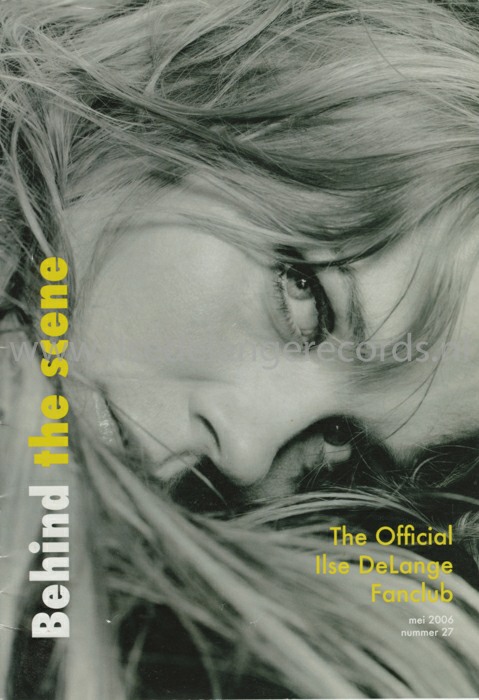 Behind the scene
The Official
Ilse DeLange
Fanclub
mei 2006
nummer 27